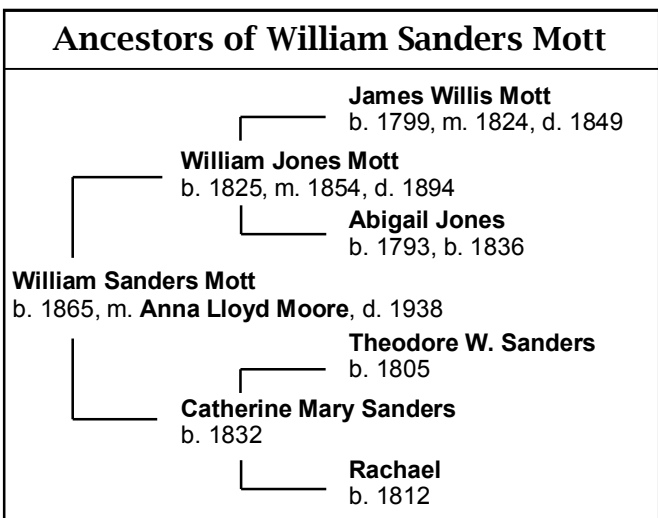 Ancestors of William Sanders Mott
James Willis Mott
b. 1799, m. 1824, d. 1849
William Jones Mott
b. 1825, m. 1854, d. 1894
Abigail Jones
b. 1793, b. 1836
William Sanders Mott
b. 1865, m. Anna Lloyd Moore, d. 1938
Theodore W. Sanders
b. 1805
Catherine Mary Sanders
b. 1832
Rachael
b. 1812